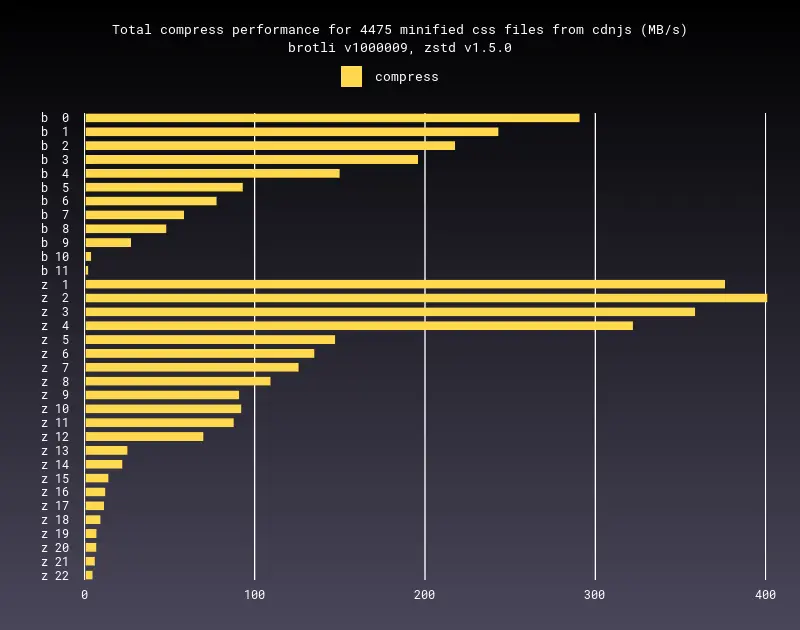 Total compress performance for 4475 minified css files from cdnjs (MB/s)
brotli v1000009, zstd v1.5.0
compress
b 0
b 1
b 2
b 3
b 4
b 5
b 6
b 7
b 8
b 9
b 10
b 11
z 1
z 2
z 3
z 4
z 5
z 6
z 7
z 8
z 9
z 10
z 11
z 12
z 13
z 14
z 15
z 16
z 17
z 18
z 19
z 20
z 21
z 22
0 100 200 300 400